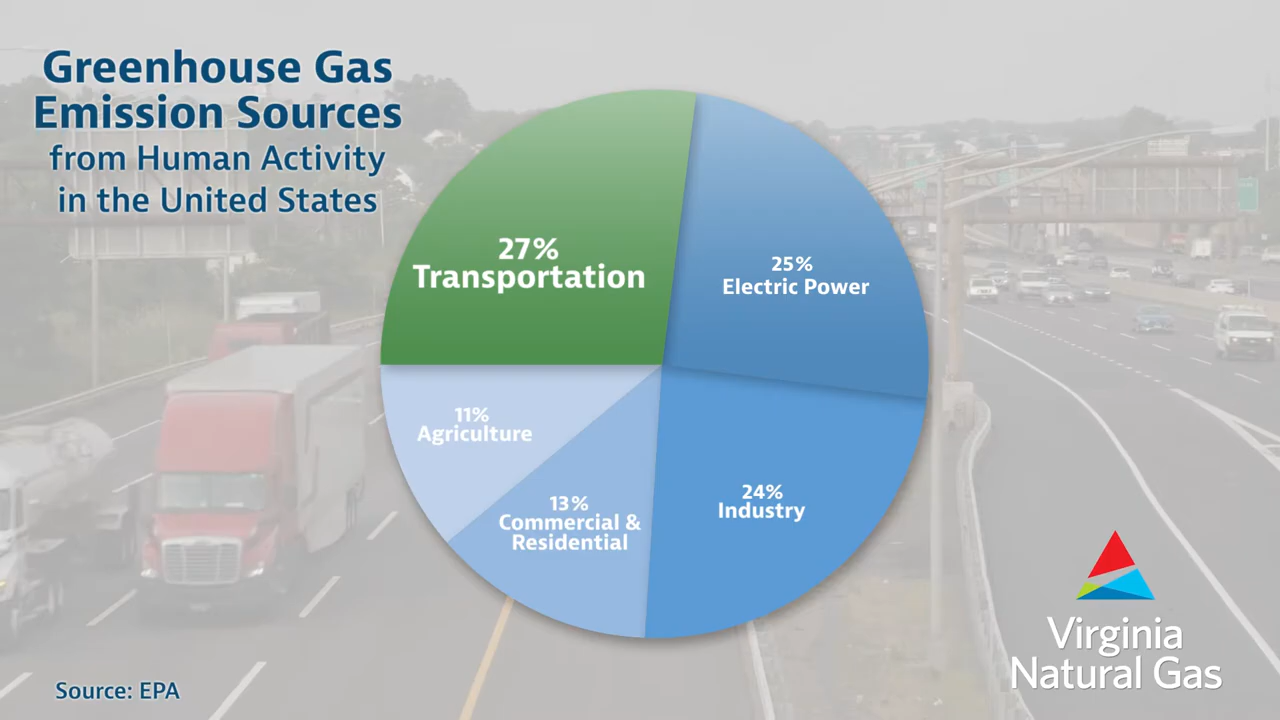 Greenhouse Gas
Emission Sources
from Human Activity
in the United States
27%
Transportation
25%
Electric Power
11%
Agriculture
13%
Commercial &
Residential
24%
Industry
Virginia
Natural Gas
Source: EPA